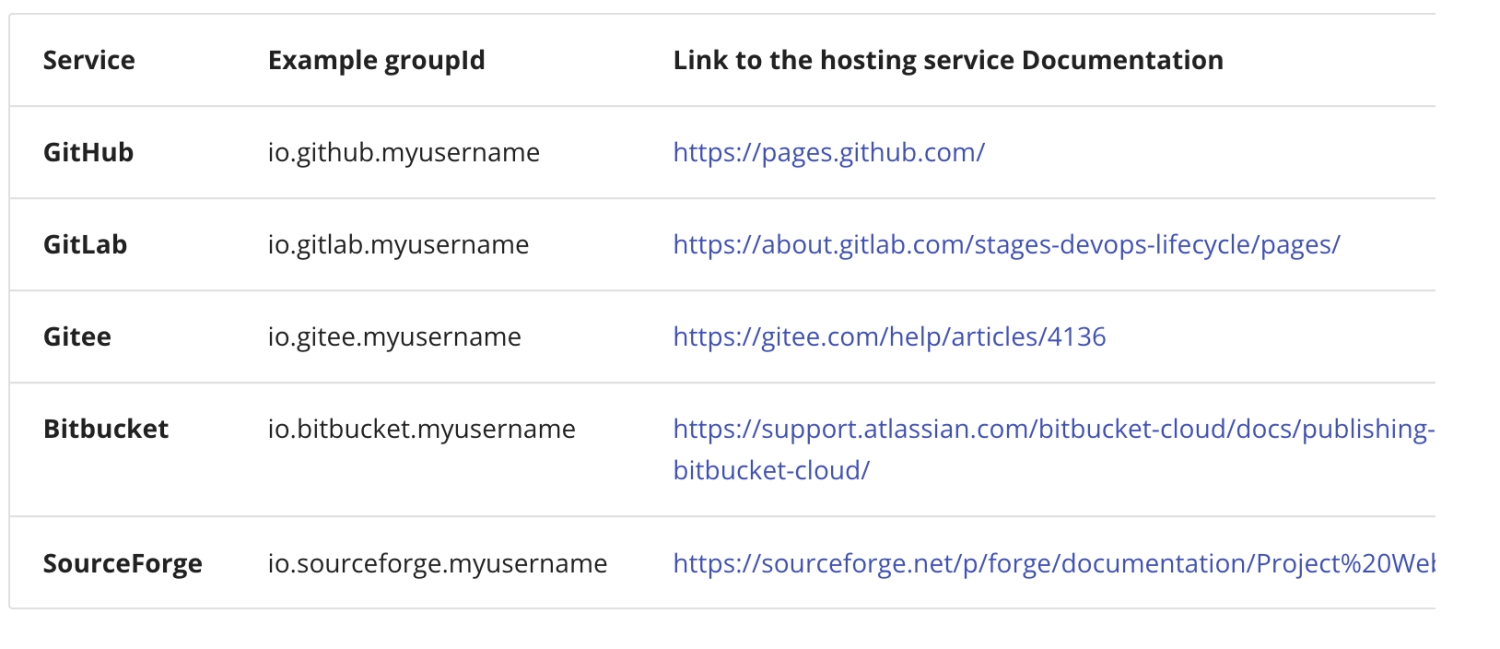 Service Example groupId Link to the hosting service Documentation
GitHub io.github.myusername https://pages.github.com/
GitLab io.gitlab.myusername https://about.gitlab.com/stages-devops-lifecycle/pages/
Gitee io.gitee.myusername https://gitee.com/help/articles/4136
Bitbucket io.bitbucket.myusername https://support.atlassian.com/bitbucket-cloud/docs/publishing-
bitbucket-cloud/
SourceForge io.sourceforge.myusername https://sourceforge.net/p/forge/documentation/Project%20Web